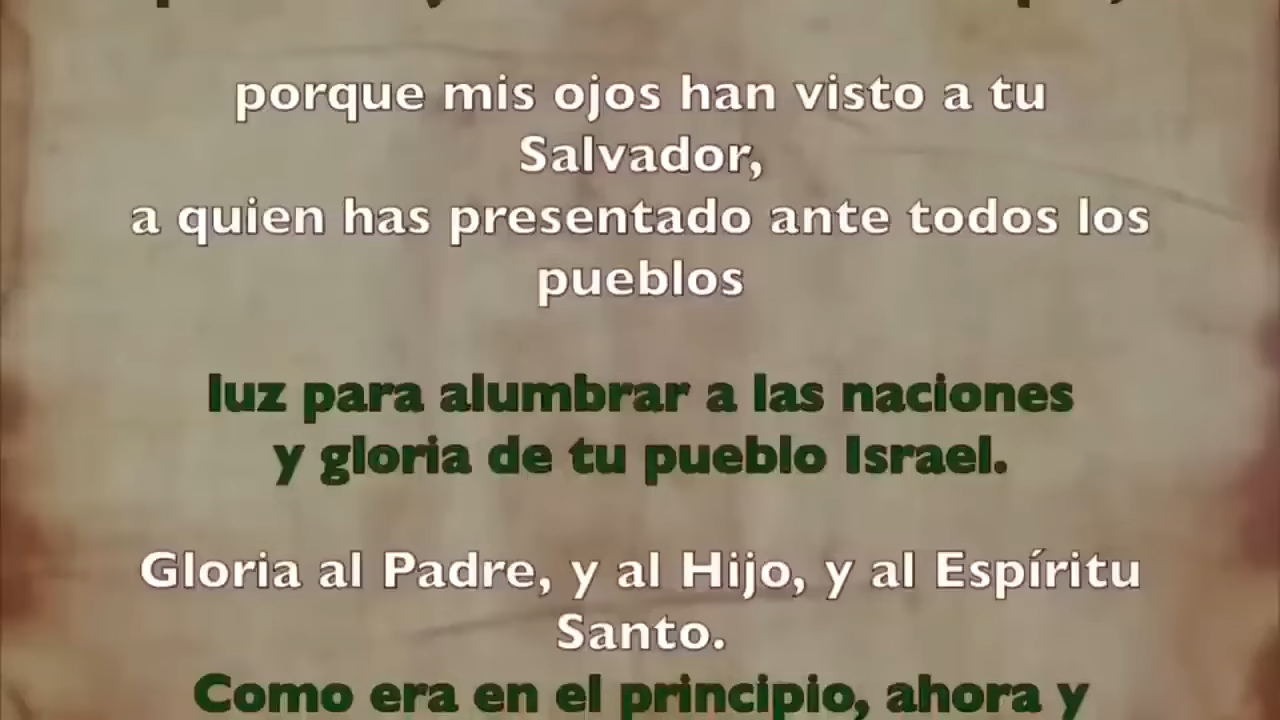 porque mis ojos han visto a tu
Salvador,
a quien has presentado ante todos los
pueblos
luz para alumbrar a las naciones
y gloria de tu pueblo Israel.
Gloria al Padre, y al Hijo, y al Espíritu
Santo.
Como era en el principio, ahora y